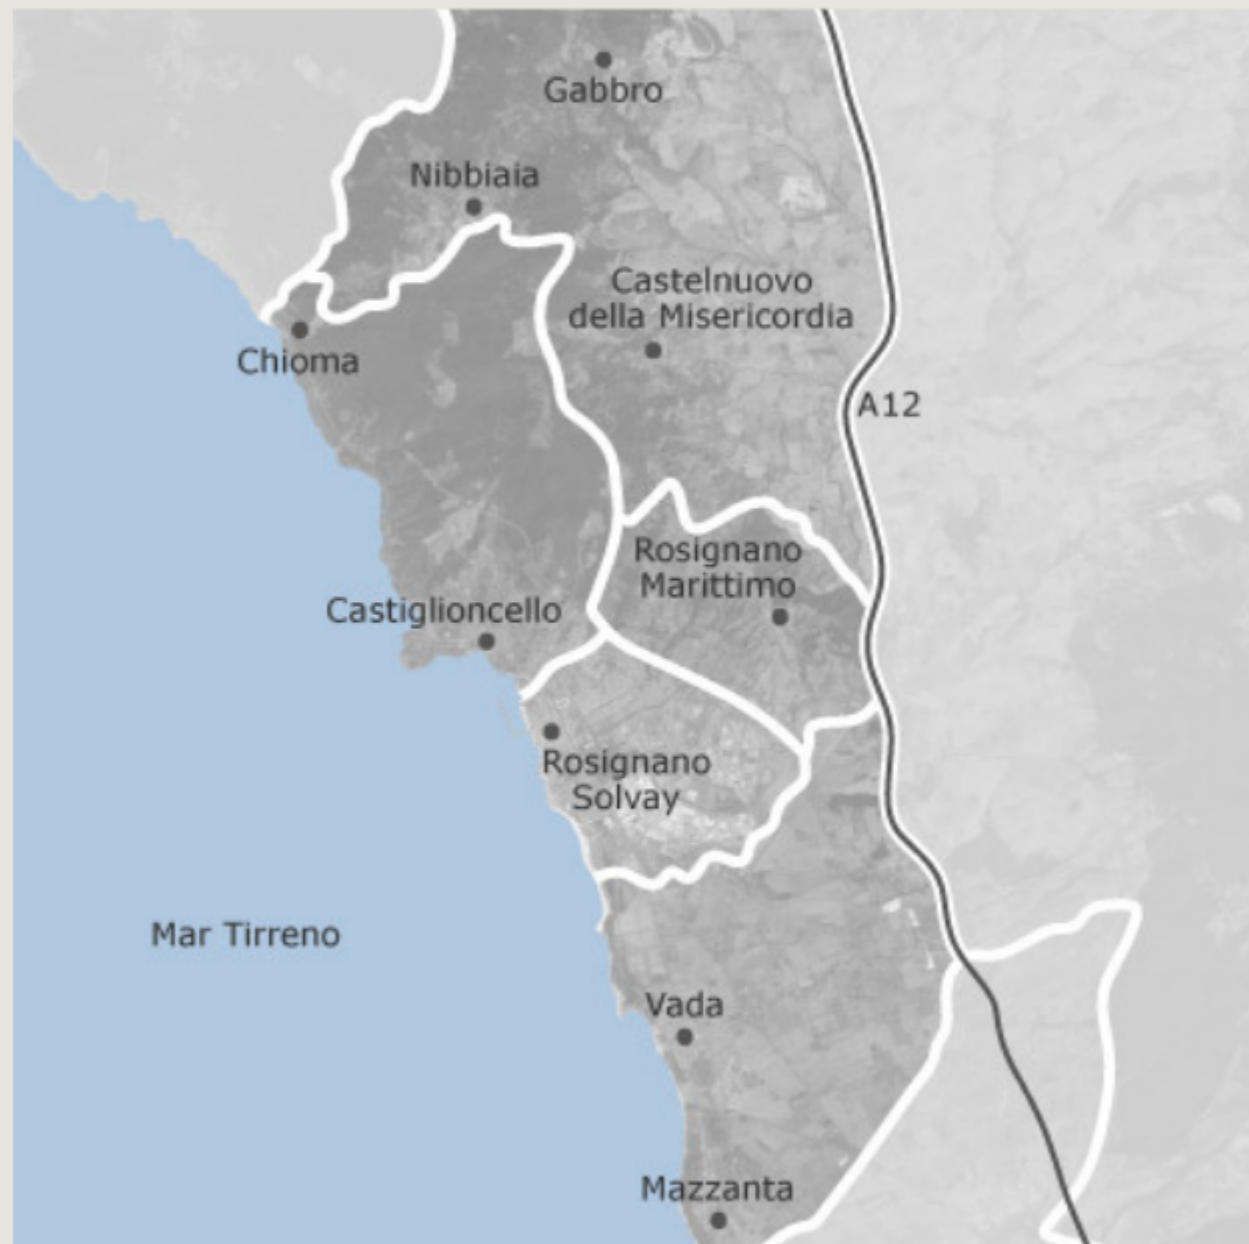 Gabbro
Nibbiaia
Castelnuovo
della Misericordia
Chioma
A12
Rosignano
Marittimo
Castiglioncello
Rosignano
Solvay
Mar Tirreno
Vada
Mazzanta